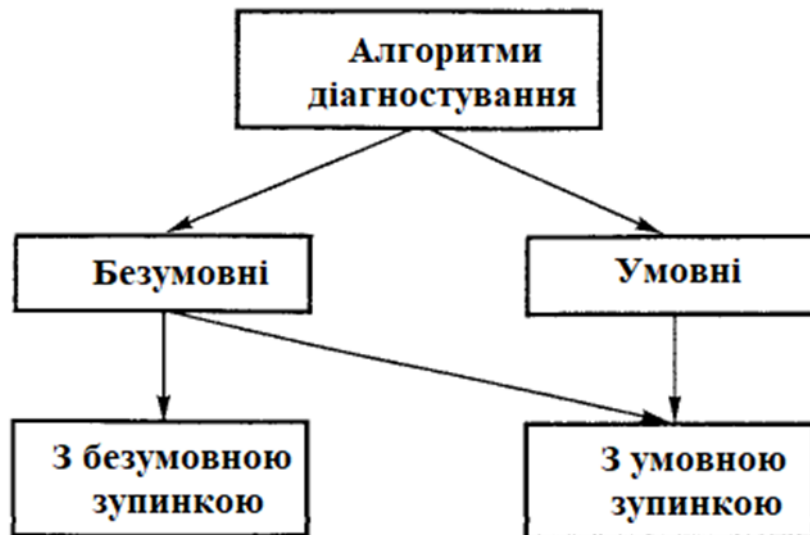 Алгоритми
діагностування
Безумовні
Умовні
З безумовною
зупинкою
З умовною
зупинкою